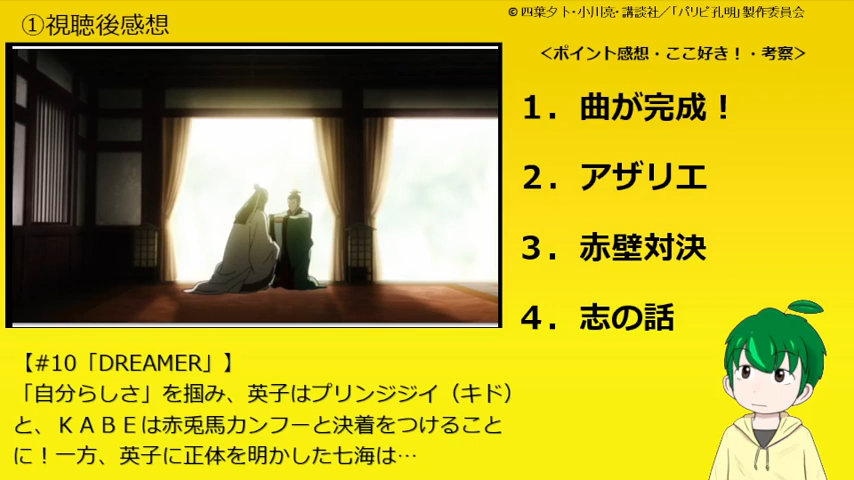 ©四葉夕ト・小川亮・講談社／「パリピ孔明」製作委員会
①視聴後感想
＜ポイント感想・ここ好き！・考察＞
１．曲が完成！
２．アザリエ
３．赤壁対決
４．志の話
【#10「DREAMER」】
「自分らしさ」を掴み、英子はプリンジジイ（キド）
と、ＫＡＢＥは赤兎馬カンフーと決着をつけること
に！一方、英子に正体を明かした七海は…